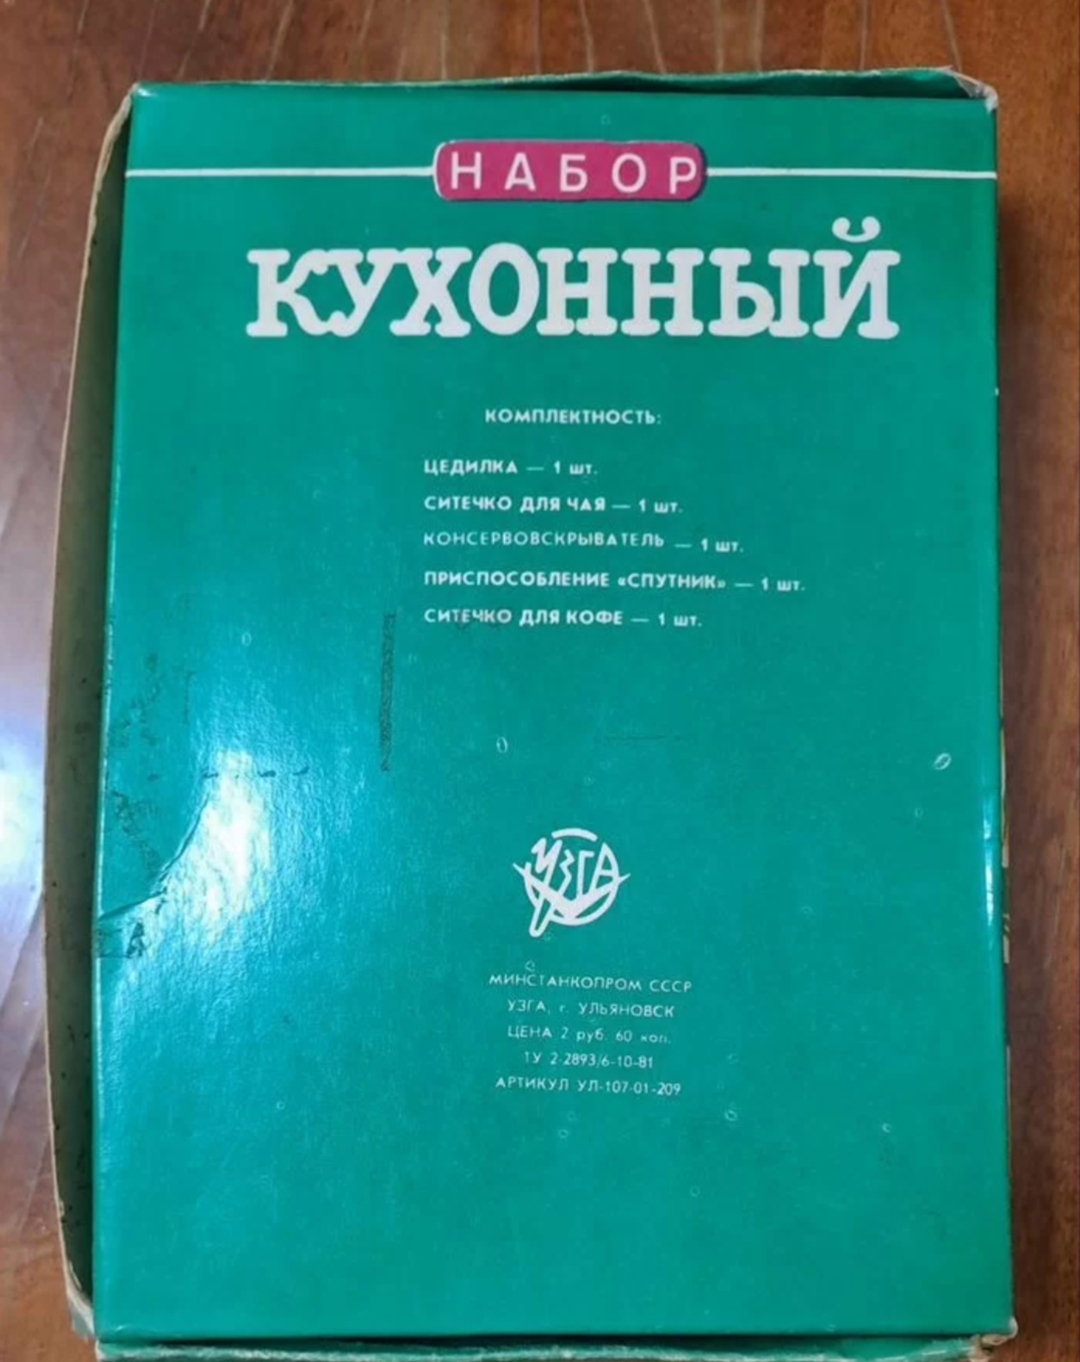 НАБОР
КУХОННЫЙ
КОМПЛЕКТНОСТЬ:
ЦЕДИЛКА — 1 шт.
СИТЕЧКО ДЛЯ ЧАЯ — 1 шт.
КОНСЕРВОВСКРЫВАТЕЛЬ — 1 шт.
ПРИСПОСОБЛЕНИЕ «СПУТНИК» — 1 шт.
СИТЕЧКО ДЛЯ КОФЕ — 1 шт.
УЗГА
МИНСТАНКОПРОМ СССР
УЗГА, г. УЛЬЯНОВСК
ЦЕНА 2 руб. 60 коп.
ТУ 2-2893/6-10-81
АРТИКУЛ УЛ-107-01-209